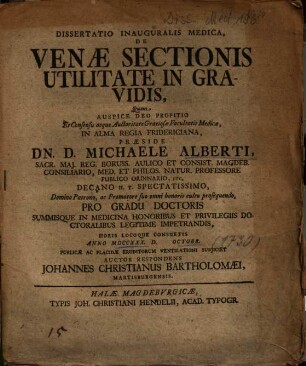 DISSERTATIO INAUGURALIS MEDICA,
DE
VENÆ SECTIONIS
UTILITATE IN GRA-
VIDIS,
Quam,
AUSPICE DEO PROPITIO
Et Consensu atque Auctoritate Gratiosæ Facultatis Medicæ,
IN ALMA REGIA FRIDERICIANA,
PRÆSIDE
DN. D. MICHAELE ALBERTI,
SACR. MAJ. REG. BORUSS. AULICO ET CONSIST. MAGDEB.
CONSILIARIO, MED. ET PHILOS. NATUR. PROFESSORE
PUBLICO ORDINARIO, etc.
DECANO H. T. SPECTATISSIMO,
Domino Patrono, ac Promotore suo omni honoris cultu prosequendo,
PRO GRADU DOCTORIS
SUMMISQUE IN MEDICINA HONORIBUS ET PRIVILEGIIS DO-
CTORALIBUS LEGITIME IMPETRANDIS,
HORIS LOCOQUE CONSUETIS
ANNO MDCCXXX. OCTOBR.
PUBLICÆ AC PLACIDÆ ERUDITORUM VENTILATIONI SUBJICIET
AUCTOR RESPONDENS
JOHANNES CHRISTIANUS BARTHOLOMÆI,
MARTISBURGENSIS.
HALÆ MAGDEBURGICÆ,
TYPIS JOH. CHRISTIANI HENDELII, ACAD. TYPOGR.
15